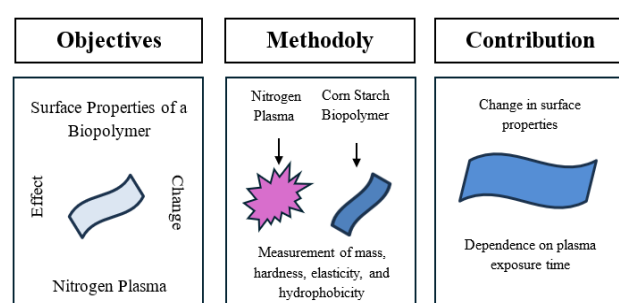 Objectives
Methodoly
Contribution
Surface Properties of a
Biopolymer
Effect
Change
Nitrogen Plasma
Nitrogen
Plasma
Corn Starch
Biopolymer
Measurement of mass,
hardness, elasticity, and
hydrophobicity
Change in surface
properties
Dependence on plasma
exposure time